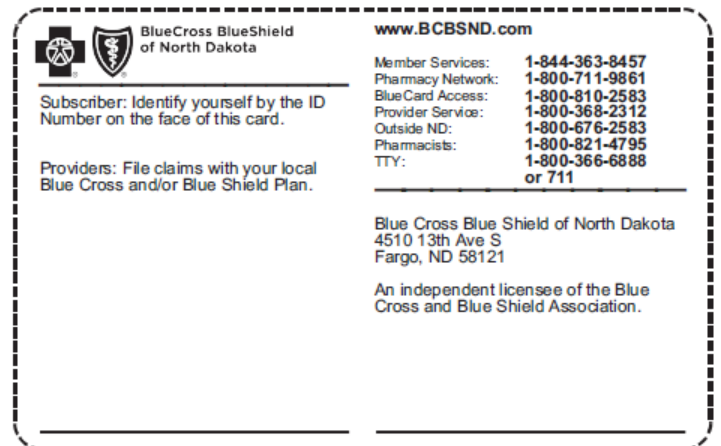 BlueCross BlueShield
of North Dakota
Subscriber: Identify yourself by the ID
Number on the face of this card.
Providers: File claims with your local
Blue Cross and/or Blue Shield Plan.
www.BCBSND.com
Member Services: 1-844-363-8457
Pharmacy Network: 1-800-711-9861
BlueCard Access: 1-800-810-2583
Provider Service: 1-800-368-2312
Outside ND: 1-800-676-2583
Pharmacists: 1-800-821-4795
TTY: 1-800-366-6888
or 711
Blue Cross Blue Shield of North Dakota
4510 13th Ave S
Fargo, ND 58121
An independent licensee of the Blue
Cross and Blue Shield Association.